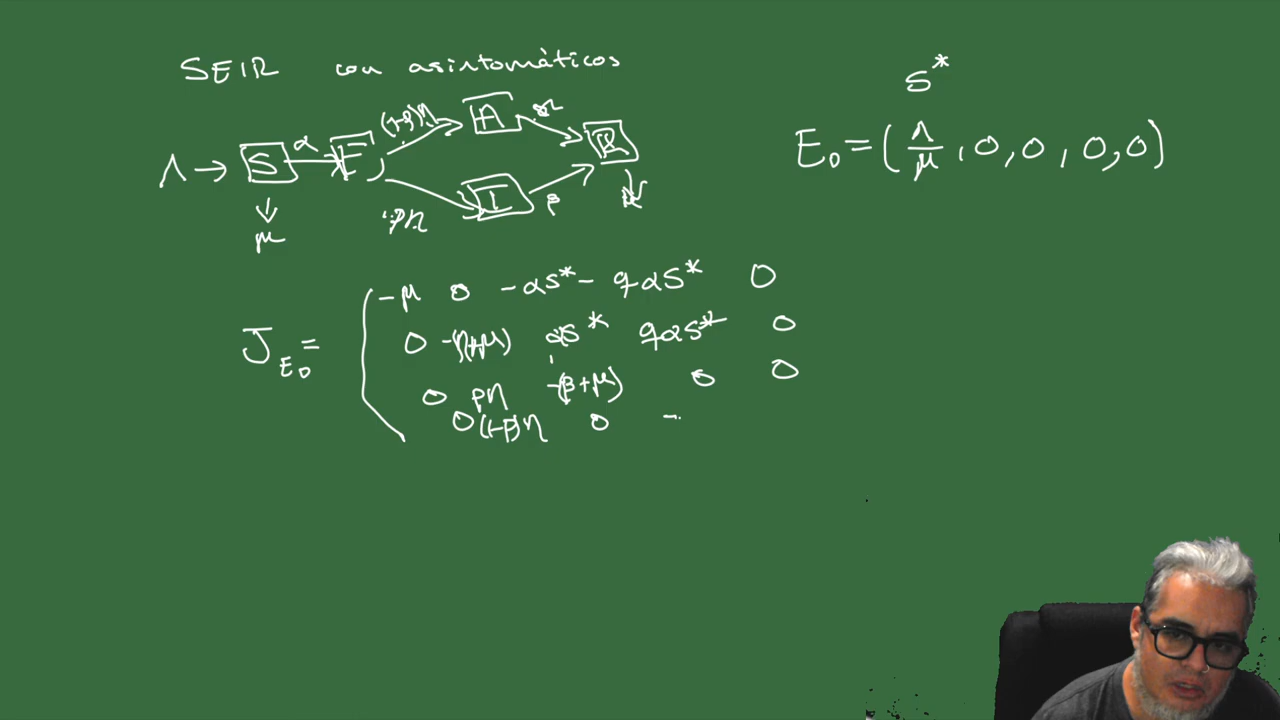 SEIR con asintomáticos
S*
Λ → S α E (1-p)η A R
pη I β
μ
E₀ = ( Λ/μ , 0, 0, 0, 0 )
J_E₀ =
-μ 0 -αS* - qαS* 0
0 -(η+μ) αS* qαS* 0
0 pη -(β+μ) 0 0
0 (1-p)η 0 -